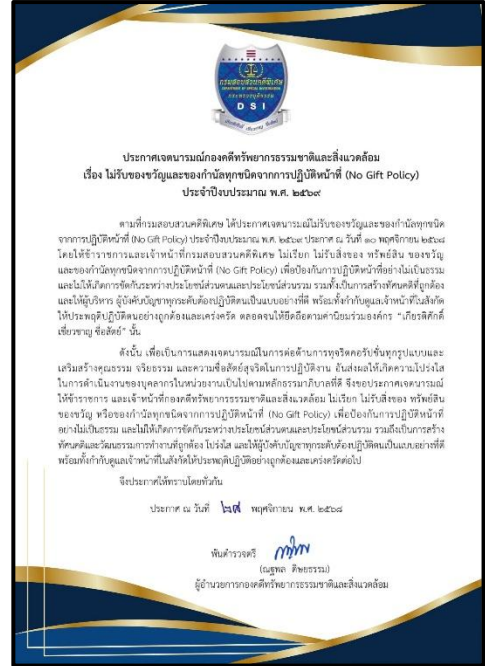 กรมสอบสวนคดีพิเศษ
DEPARTMENT OF SPECIAL INVESTIGATION
กระทรวงยุติธรรม
DSI
ประกาศเจตนารมณ์กองคดีทรัพยากรธรรมชาติและสิ่งแวดล้อม
เรื่อง ไม่รับของขวัญและของกำนัลทุกชนิดจากการปฏิบัติหน้าที่ (No Gift Policy)
ประจำปีงบประมาณ พ.ศ. ๒๕๖๙
ตามที่กรมสอบสวนคดีพิเศษ ได้ประกาศเจตนารมณ์ไม่รับของขวัญและของกำนัลทุกชนิด
จากการปฏิบัติหน้าที่ (No Gift Policy) ประจำปีงบประมาณ พ.ศ. ๒๕๖๙ ประกาศ ณ วันที่ ๑๐ พฤศจิกายน ๒๕๖๘
โดยให้ข้าราชการและเจ้าหน้าที่กรมสอบสวนคดีพิเศษ ไม่เรียก ไม่รับสิ่งของ ทรัพย์สิน ของขวัญ
และของกำนัลทุกชนิดจากการปฏิบัติหน้าที่ (No Gift Policy) เพื่อป้องกันการปฏิบัติหน้าที่อย่างไม่เป็นธรรม
และไม่ให้เกิดการขัดกันระหว่างประโยชน์ส่วนตนและประโยชน์ส่วนรวม รวมทั้งเป็นการสร้างทัศนคติที่ถูกต้อง
และให้ผู้บริหาร ผู้บังคับบัญชาทุกระดับต้องปฏิบัติตนเป็นแบบอย่างที่ดี พร้อมทั้งกำกับดูแลเจ้าหน้าที่ในสังกัด
ให้ประพฤติปฏิบัติตนอย่างถูกต้องและเคร่งครัด ตลอดจนให้ยึดถือตามค่านิยมร่วมองค์กร “เกียรติศักดิ์
เชี่ยวชาญ ซื่อสัตย์” นั้น
ดังนั้น เพื่อเป็นการแสดงเจตนารมณ์ในการต่อต้านการทุจริตคอร์รัปชั่นทุกรูปแบบและ
เสริมสร้างคุณธรรม จริยธรรม และความซื่อสัตย์สุจริตในการปฏิบัติงาน อันส่งผลให้เกิดความโปร่งใส
ในการดำเนินงานของบุคลากรในหน่วยงานเป็นไปตามหลักธรรมาภิบาลที่ดี จึงขอประกาศเจตนารมณ์
ให้ข้าราชการ และเจ้าหน้าที่กองคดีทรัพยากรธรรมชาติและสิ่งแวดล้อม ไม่เรียก ไม่รับสิ่งของ ทรัพย์สิน
ของขวัญ หรือของกำนัลทุกชนิดจากการปฏิบัติหน้าที่ (No Gift Policy) เพื่อป้องกันการปฏิบัติหน้าที่
อย่างไม่เป็นธรรม และไม่ให้เกิดการขัดกันระหว่างประโยชน์ส่วนตนและประโยชน์ส่วนรวม รวมถึงเป็นการสร้าง
ทัศนคติและวัฒนธรรมการทำงานที่ถูกต้อง โปร่งใส และให้ผู้บังคับบัญชาทุกระดับต้องปฏิบัติตนเป็นแบบอย่างที่ดี
พร้อมทั้งกำกับดูแลเจ้าหน้าที่ในสังกัดให้ประพฤติปฏิบัติอย่างถูกต้องและเคร่งครัดต่อไป
จึงประกาศให้ทราบโดยทั่วกัน
ประกาศ ณ วันที่ ๒๘ พฤศจิกายน พ.ศ. ๒๕๖๘
พันตำรวจตรี
(ณฐพล ดิษยธรรม)
ผู้อำนวยการกองคดีทรัพยากรธรรมชาติและสิ่งแวดล้อม